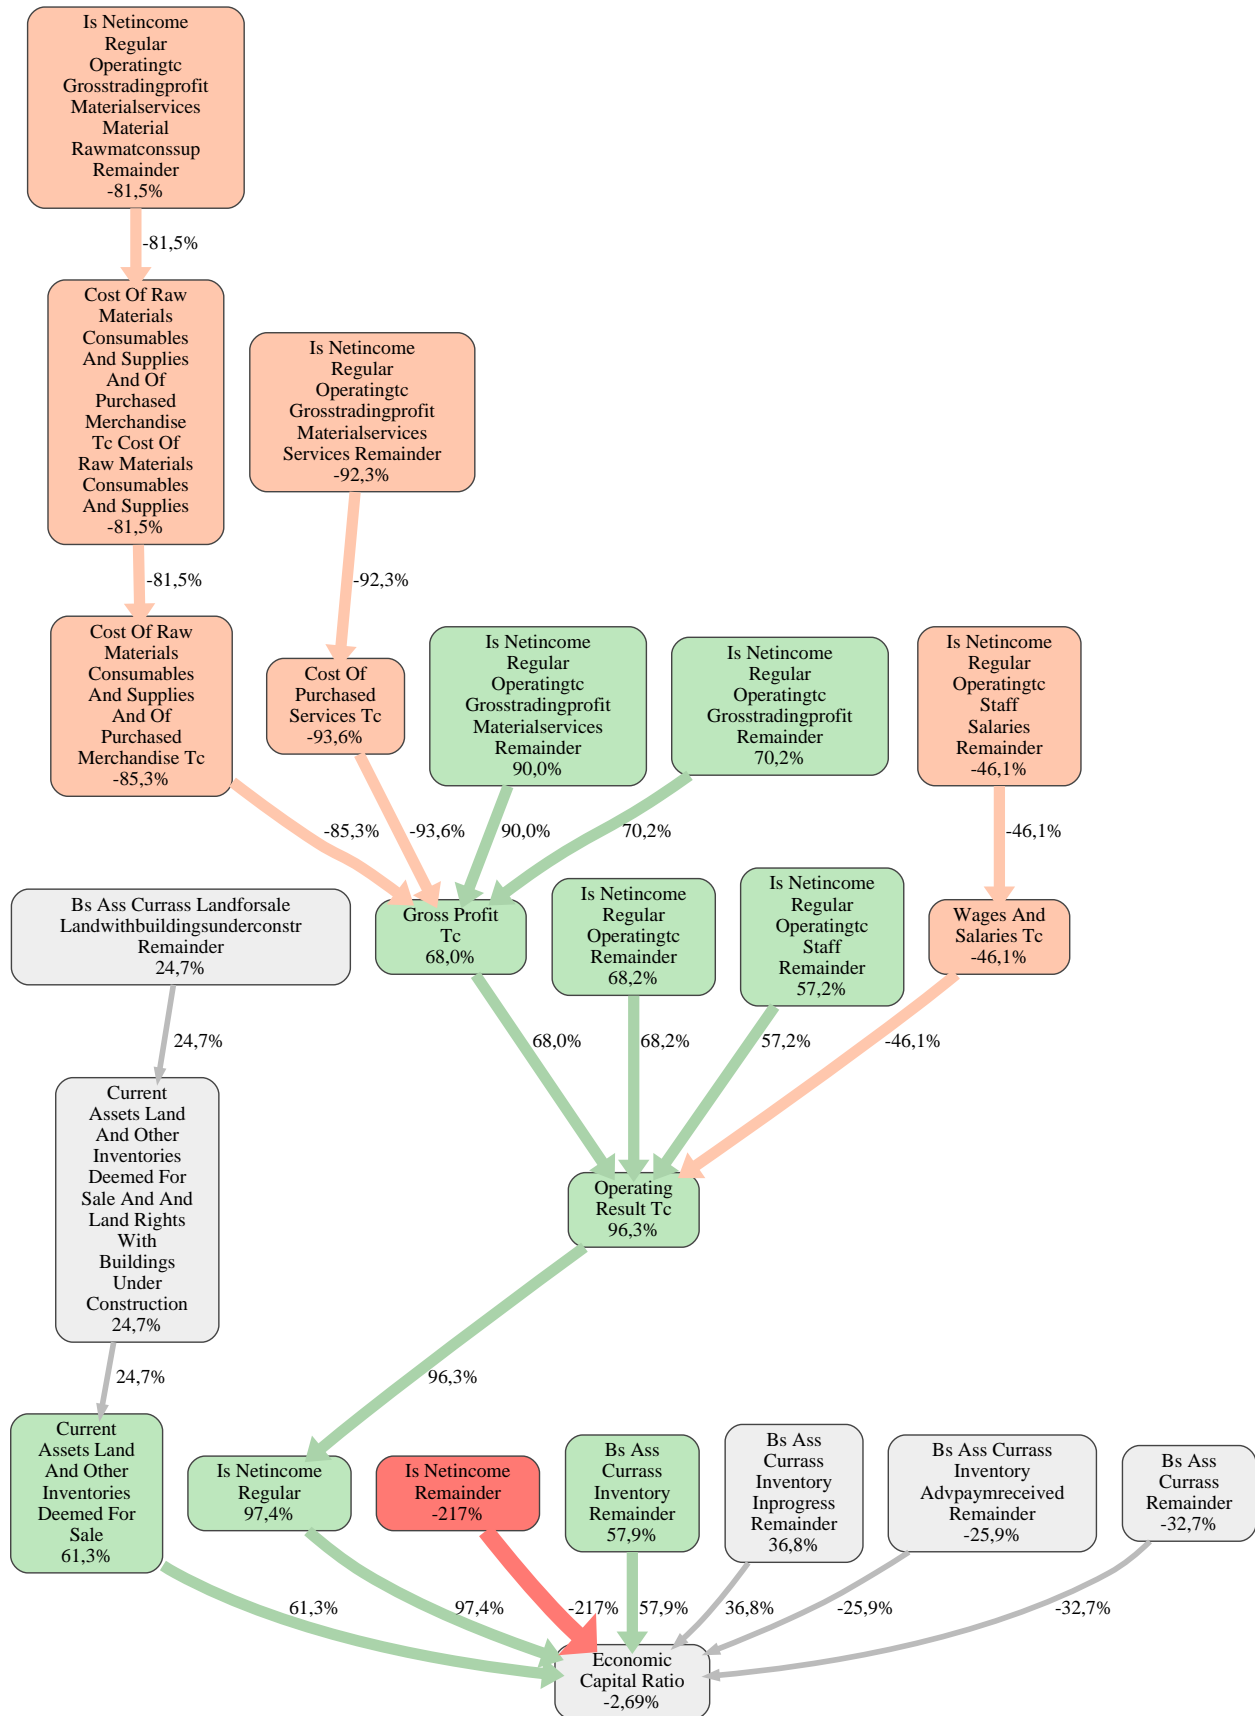 Is Netincome
Regular
Operatingtc
Grosstradingprofit
Materialservices
Material
Rawmatconssup
Remainder
-81,5%
-81,5%
Cost Of Raw
Materials
Consumables
And Supplies
And Of
Purchased
Merchandise
Tc Cost Of
Raw Materials
Consumables
And Supplies
-81,5%
Is Netincome
Regular
Operatingtc
Grosstradingprofit
Materialservices
Services Remainder
-92,3%
-81,5%
-92,3%
Cost Of Raw
Materials
Consumables
And Supplies
And Of
Purchased
Merchandise Tc
-85,3%
Cost Of
Purchased
Services Tc
-93,6%
Is Netincome
Regular
Operatingtc
Grosstradingprofit
Materialservices
Remainder
90,0%
Is Netincome
Regular
Operatingtc
Grosstradingprofit
Remainder
70,2%
Is Netincome
Regular
Operatingtc
Staff
Salaries
Remainder
-46,1%
-85,3%
-93,6%
90,0%
70,2%
-46,1%
Bs Ass Currass Landforsale
Landwithbuildingsunderconstr
Remainder
24,7%
Gross Profit
Tc
68,0%
Is Netincome
Regular
Operatingtc
Remainder
68,2%
Is Netincome
Regular
Operatingtc
Staff
Remainder
57,2%
Wages And
Salaries Tc
-46,1%
24,7%
68,0%
68,2%
57,2%
-46,1%
Current
Assets Land
And Other
Inventories
Deemed For
Sale And And
Land Rights
With
Buildings
Under
Construction
24,7%
Operating
Result Tc
96,3%
24,7%
96,3%
Current
Assets Land
And Other
Inventories
Deemed For
Sale
61,3%
Is Netincome
Regular
97,4%
Is Netincome
Remainder
-217%
Bs Ass
Currass
Inventory
Remainder
57,9%
Bs Ass
Currass
Inventory
Inprogress
Remainder
36,8%
Bs Ass Currass
Inventory
Advpaymreceived
Remainder
-25,9%
Bs Ass
Currass
Remainder
-32,7%
61,3%
97,4%
-217%
57,9%
36,8%
-25,9%
-32,7%
Economic
Capital Ratio
-2,69%